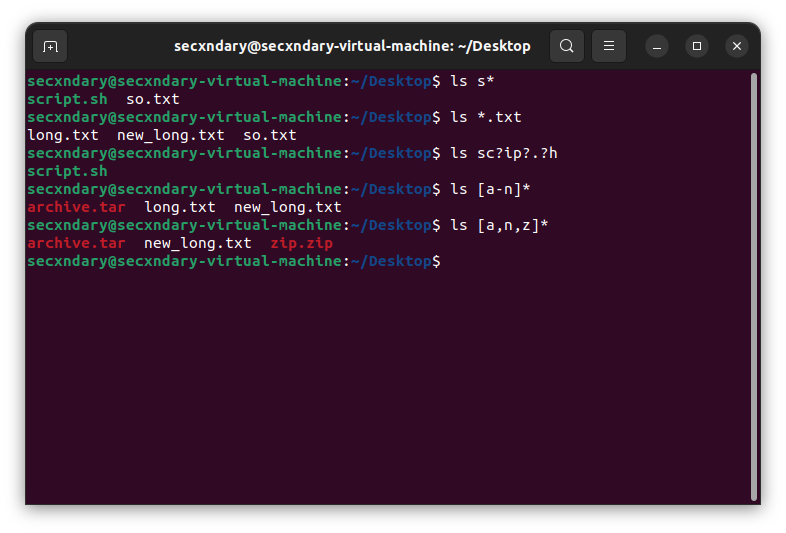 secxndary@secxndary-virtual-machine: ~/Desktop
secxndary@secxndary-virtual-machine:~/Desktop$ ls s*
script.sh  so.txt
secxndary@secxndary-virtual-machine:~/Desktop$ ls *.txt
long.txt  new_long.txt  so.txt
secxndary@secxndary-virtual-machine:~/Desktop$ ls sc?ip?.?h
script.sh
secxndary@secxndary-virtual-machine:~/Desktop$ ls [a-n]*
archive.tar  long.txt  new_long.txt
secxndary@secxndary-virtual-machine:~/Desktop$ ls [a,n,z]*
archive.tar  new_long.txt  zip.zip
secxndary@secxndary-virtual-machine:~/Desktop$